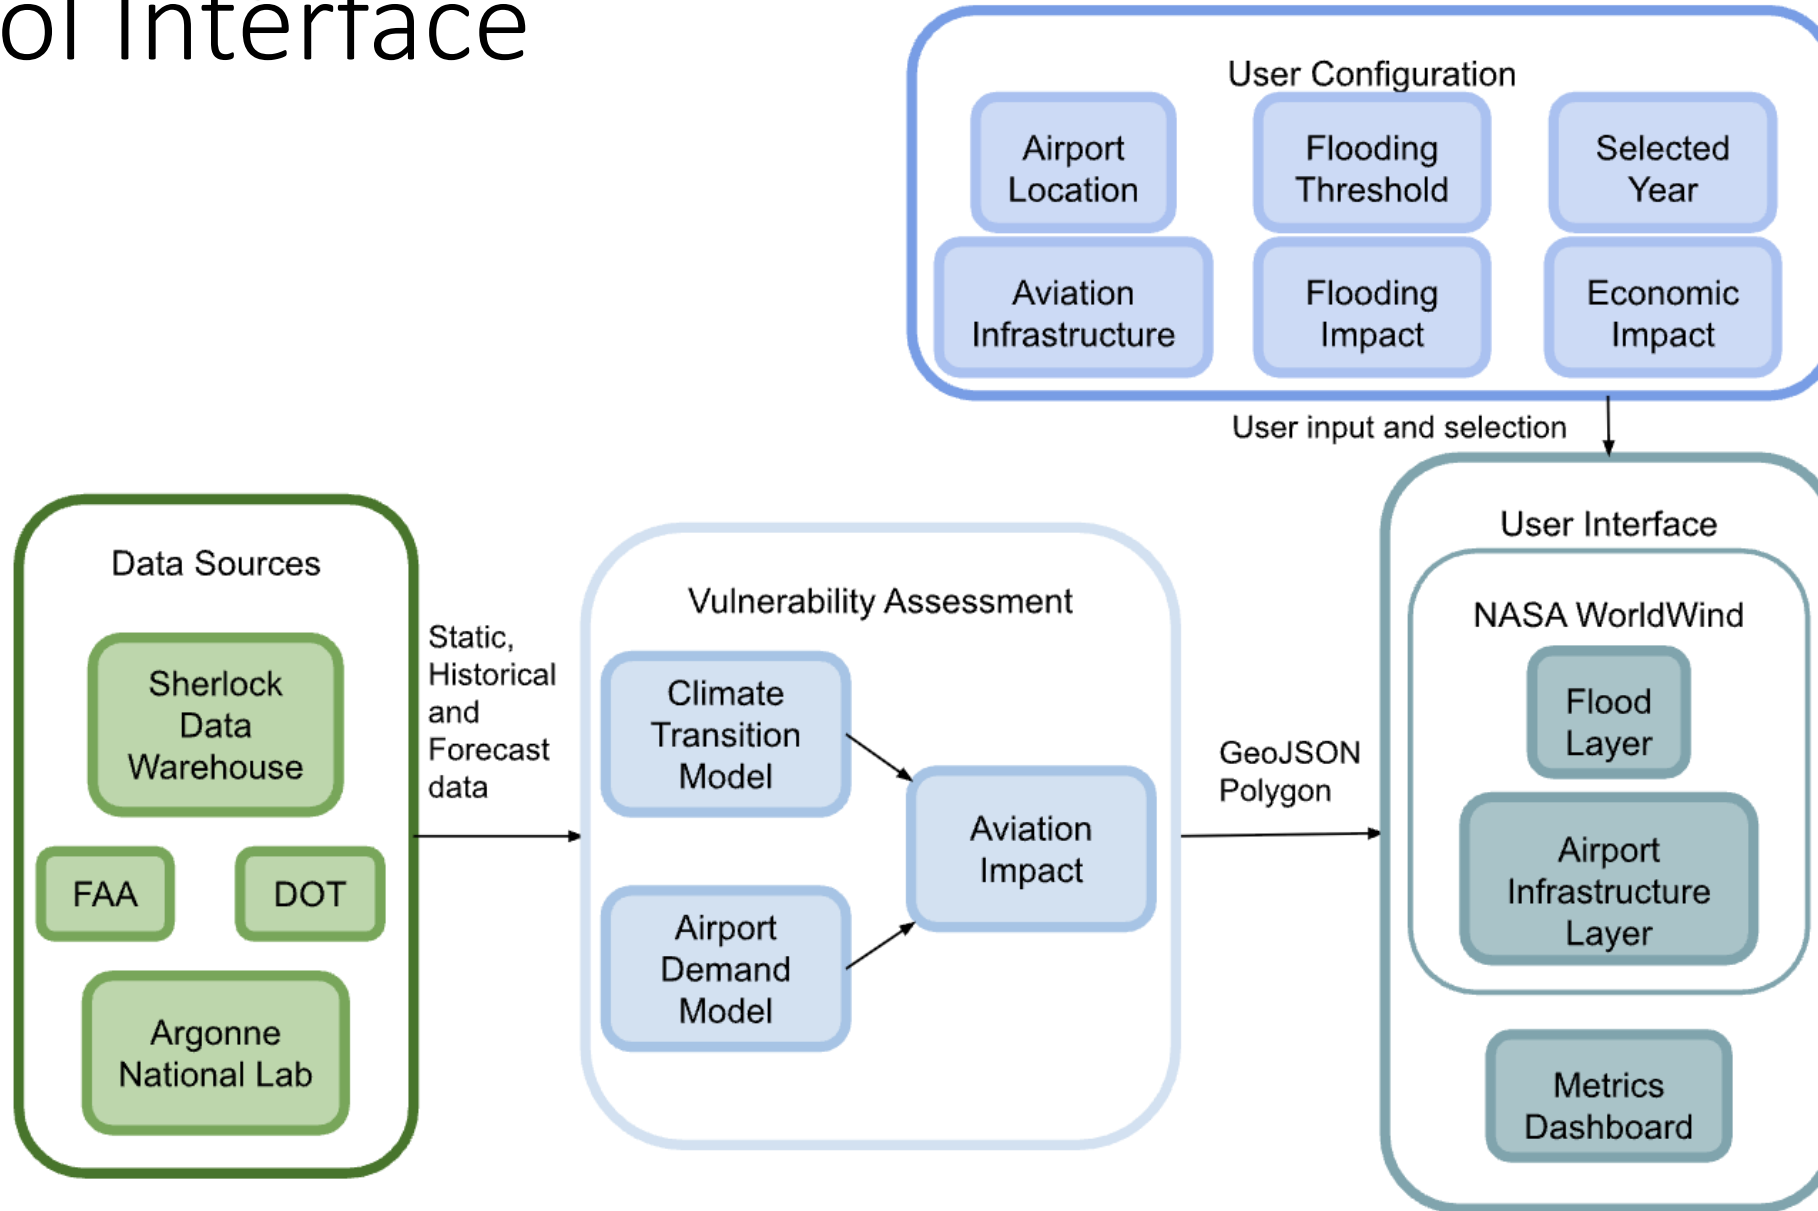 ol Interface
User Configuration
Airport
Location
Flooding
Threshold
Selected
Year
Aviation
Infrastructure
Flooding
Impact
Economic
Impact
User input and selection
Data Sources
Sherlock
Data
Warehouse
FAA
DOT
Argonne
National Lab
Static,
Historical
and
Forecast
data
Vulnerability Assessment
Climate
Transition
Model
Airport
Demand
Model
Aviation
Impact
GeoJSON
Polygon
User Interface
NASA WorldWind
Flood
Layer
Airport
Infrastructure
Layer
Metrics
Dashboard